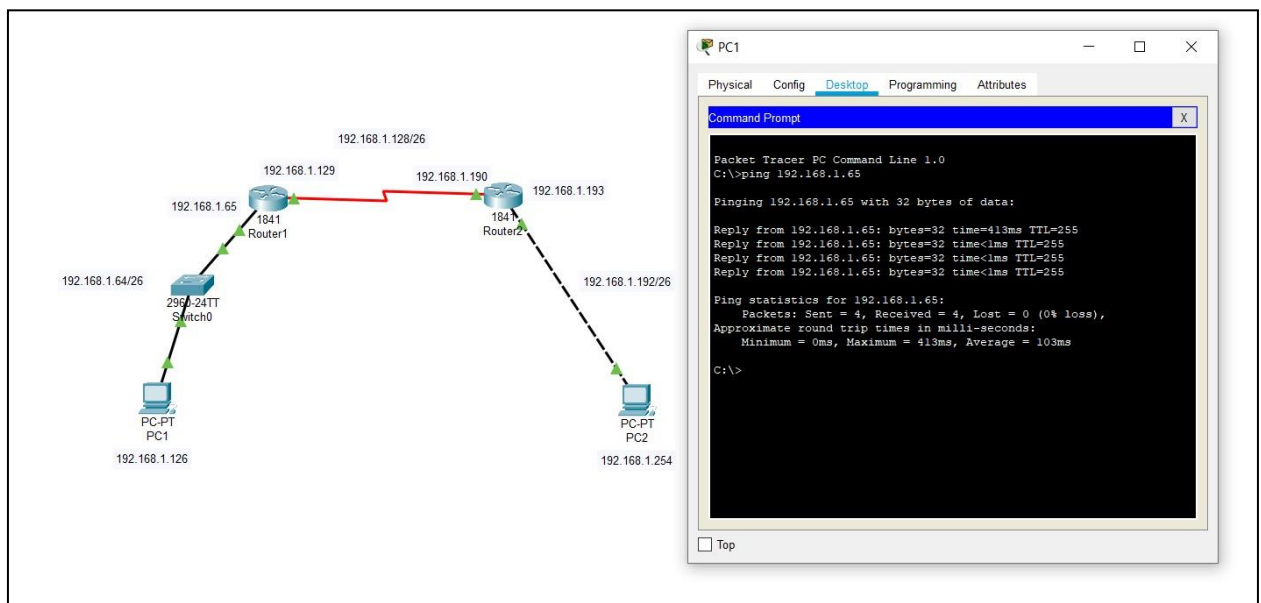 192.168.1.128/26
192.168.1.129
192.168.1.190
192.168.1.193
192.168.1.65
1841
Router1
1841
Router2
192.168.1.64/26
192.168.1.192/26
2960-24TT
Switch0
PC-PT
PC1
192.168.1.126
PC-PT
PC2
192.168.1.254
PC1
Physical Config Desktop Programming Attributes
Command Prompt X
Packet Tracer PC Command Line 1.0
C:\>ping 192.168.1.65
Pinging 192.168.1.65 with 32 bytes of data:
Reply from 192.168.1.65: bytes=32 time=413ms TTL=255
Reply from 192.168.1.65: bytes=32 time<1ms TTL=255
Reply from 192.168.1.65: bytes=32 time<1ms TTL=255
Reply from 192.168.1.65: bytes=32 time<1ms TTL=255
Ping statistics for 192.168.1.65:
Packets: Sent = 4, Received = 4, Lost = 0 (0% loss),
Approximate round trip times in milli-seconds:
Minimum = 0ms, Maximum = 413ms, Average = 103ms
C:\>
Top